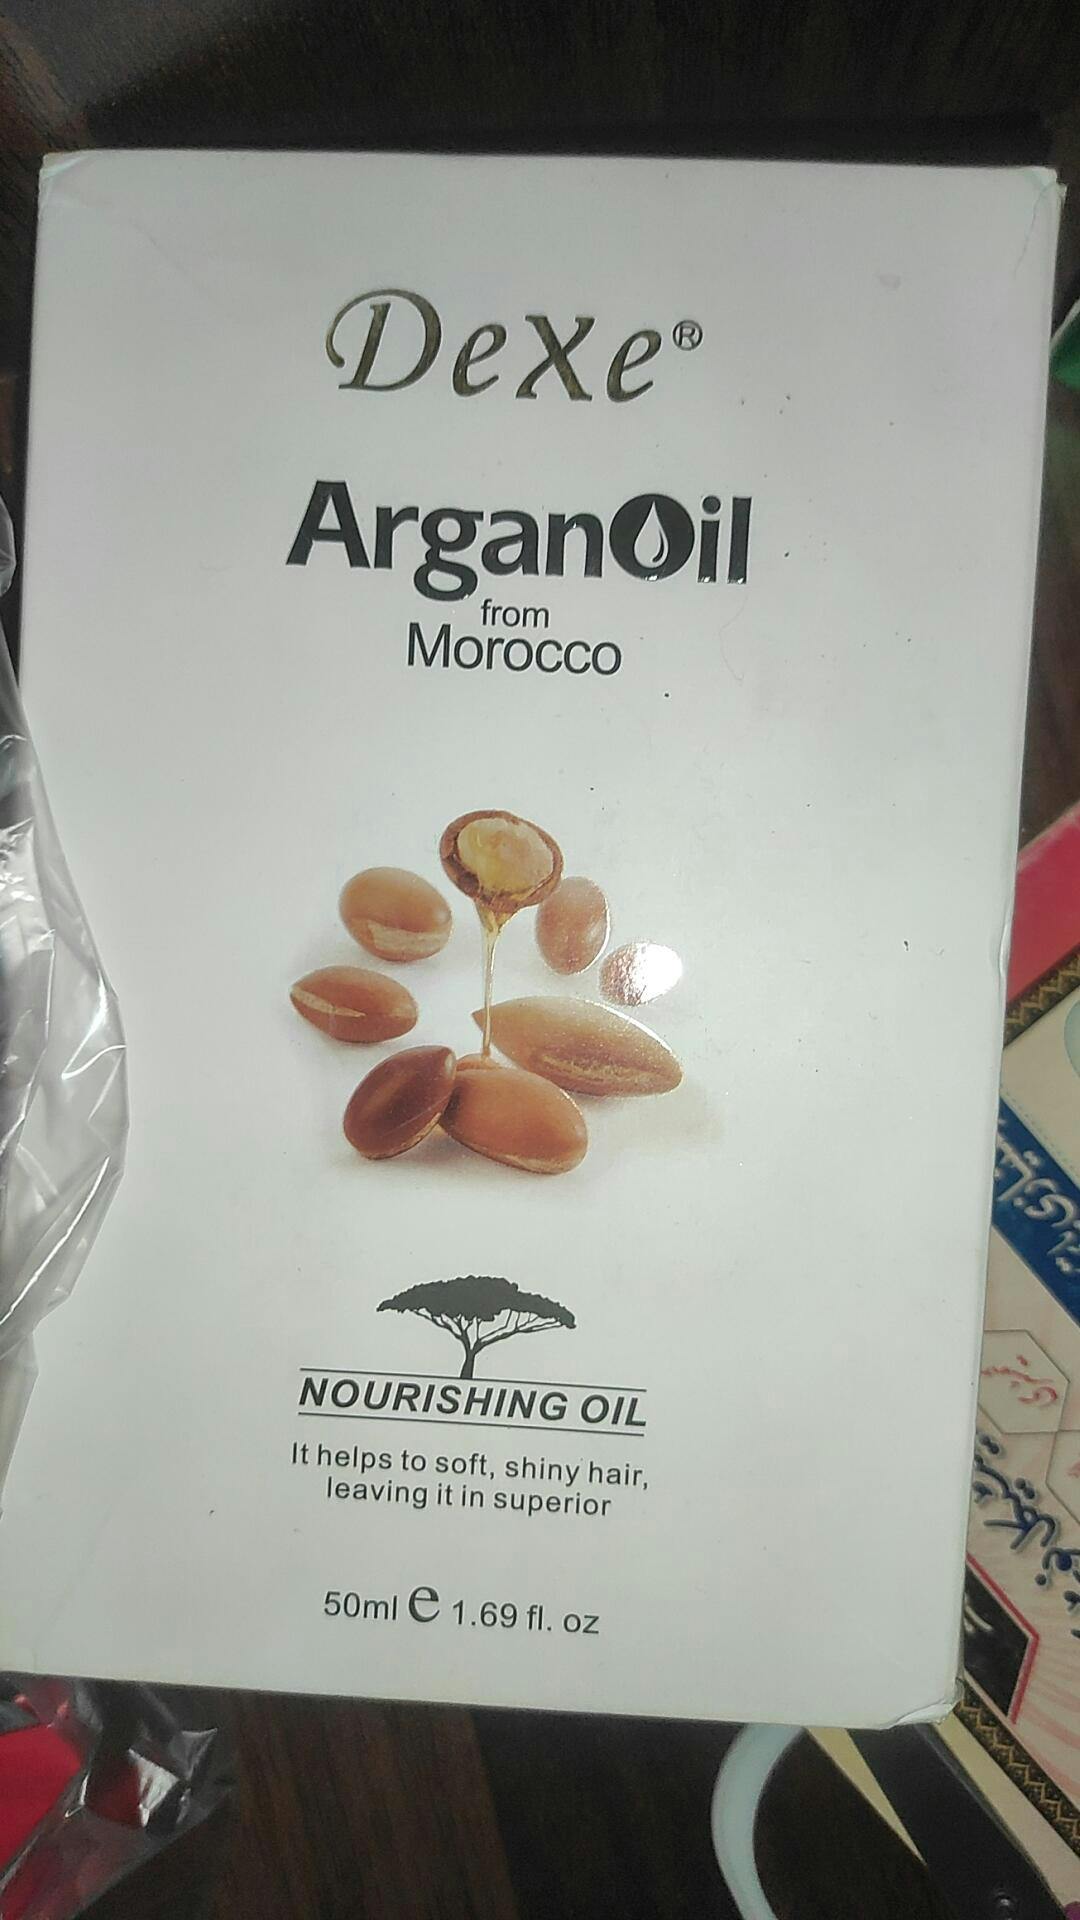 DeXe®
ArganOil
from
Morocco
NOURISHING OIL
It helps to soft, shiny hair,
leaving it in superior
50ml e 1.69 fl. oz